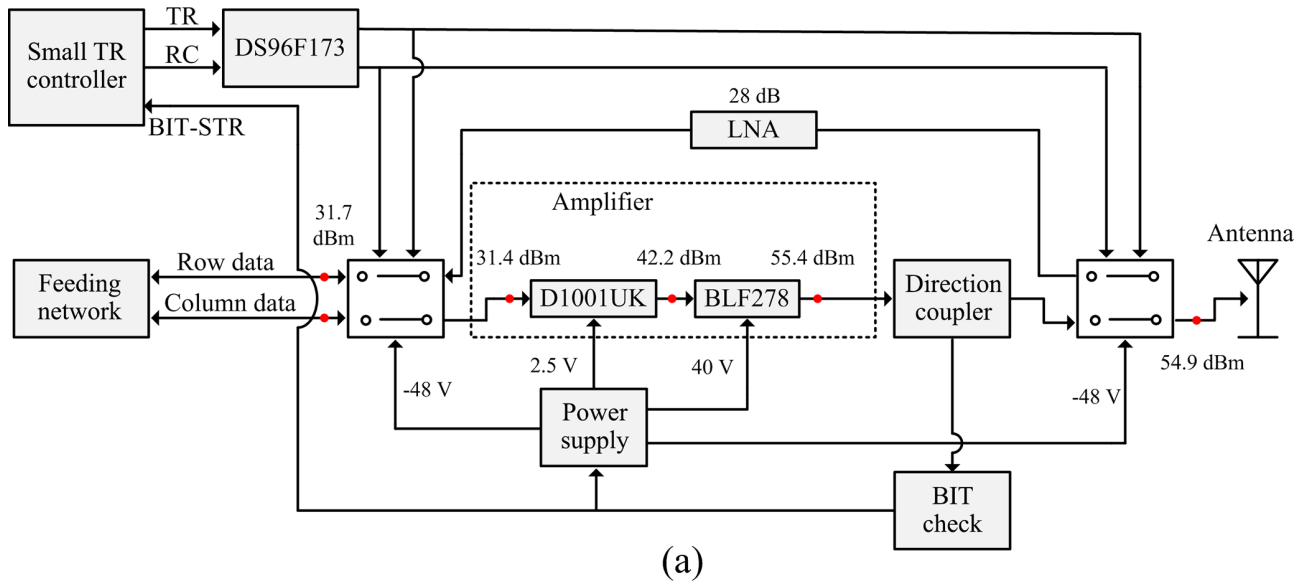 TR
Small TR
controller
RC
DS96F173
BIT-STR
28 dB
LNA
Amplifier
31.7
dBm
31.4 dBm
42.2 dBm
55.4 dBm
Antenna
Row data
Feeding
network
Column data
D1001UK
BLF278
Direction
coupler
2.5 V
40 V
54.9 dBm
-48 V
-48 V
Power
supply
BIT
check
(a)